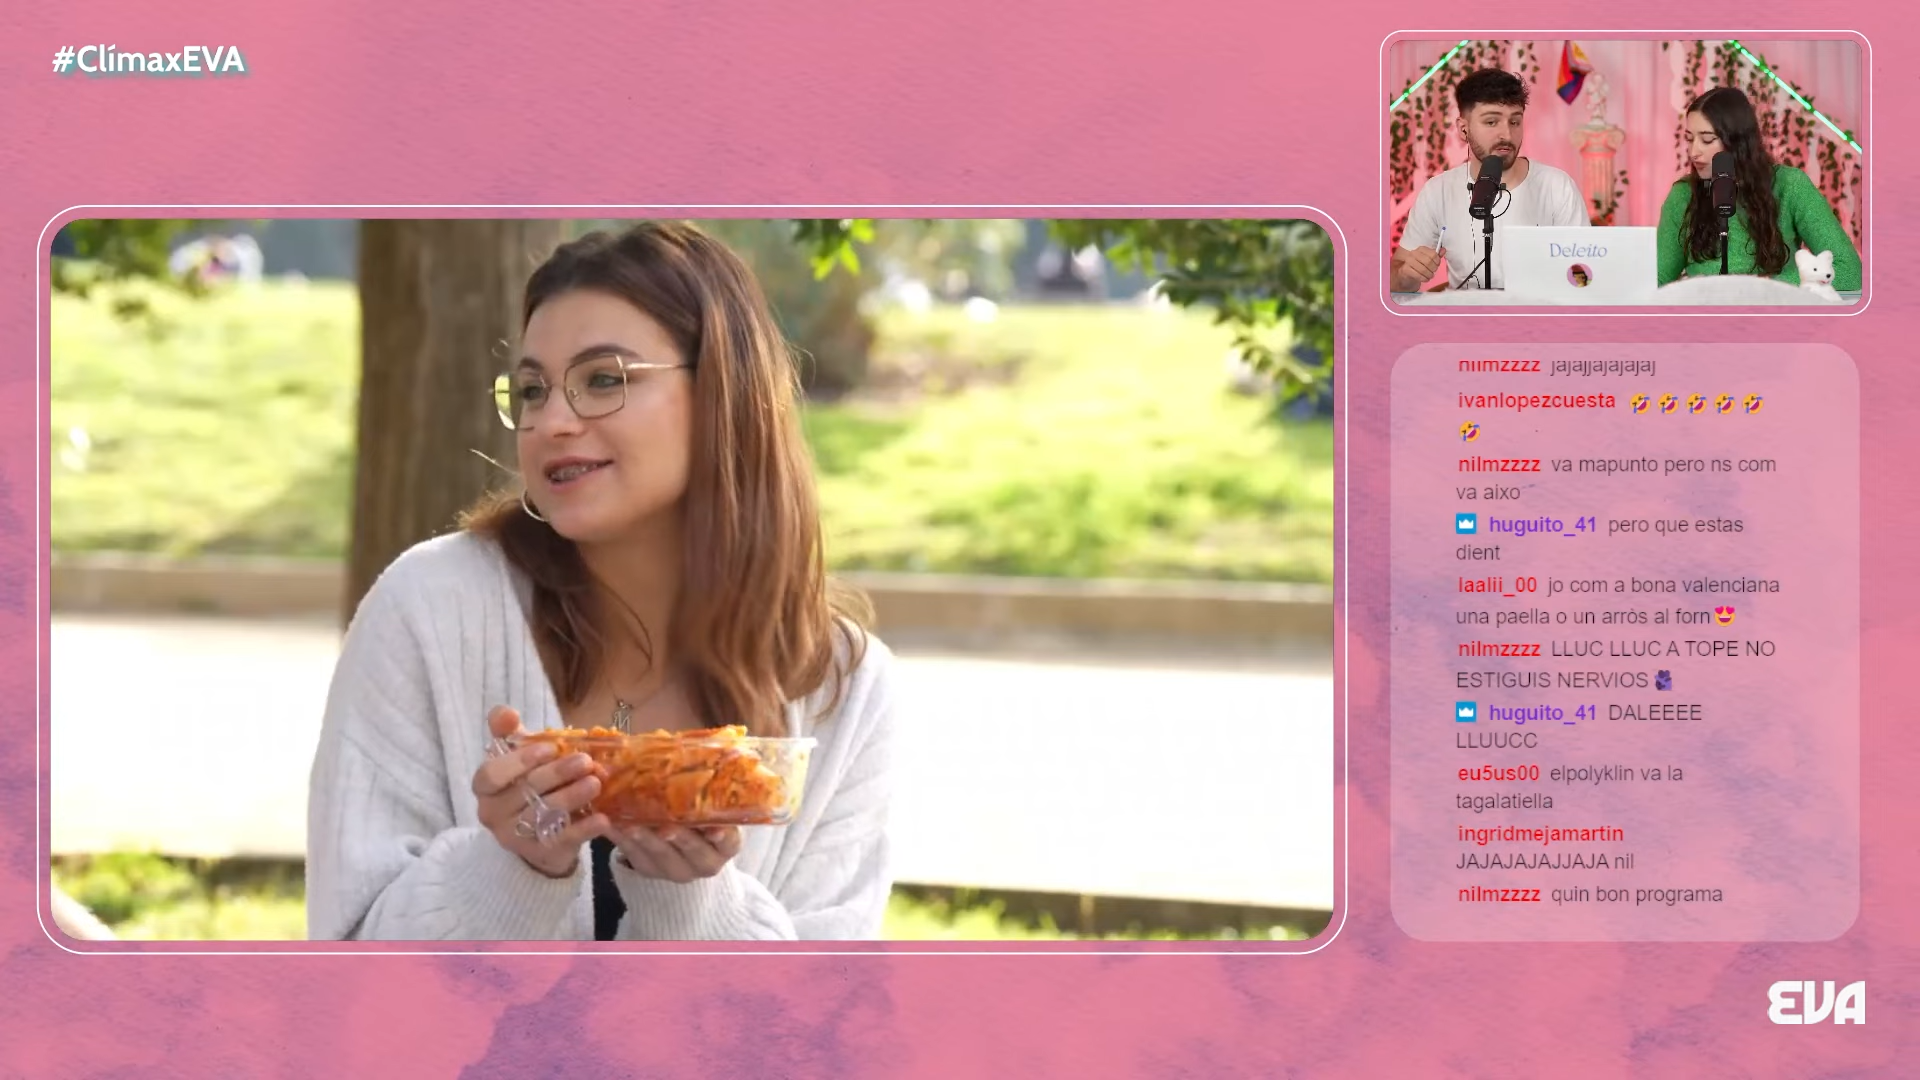 #ClímaxEVA
Deleito
nilmzzzz jajajjajajajaj
ivanlopezcuesta 🤣🤣🤣🤣🤣
🤣
nilmzzzz va mapunto pero ns com
va aixo
huguito_41 pero que estas
dient
laalii_00 jo com a bona valenciana
una paella o un arròs al forn😍
nilmzzzz LLUC LLUC A TOPE NO
ESTIGUIS NERVIOS
huguito_41 DALEEEE
LLUUCC
eu5us00 elpolyklin va la
tagalatiella
ingridmejamartin
JAJAJAJAJJAJA nil
nilmzzzz quin bon programa
EVA